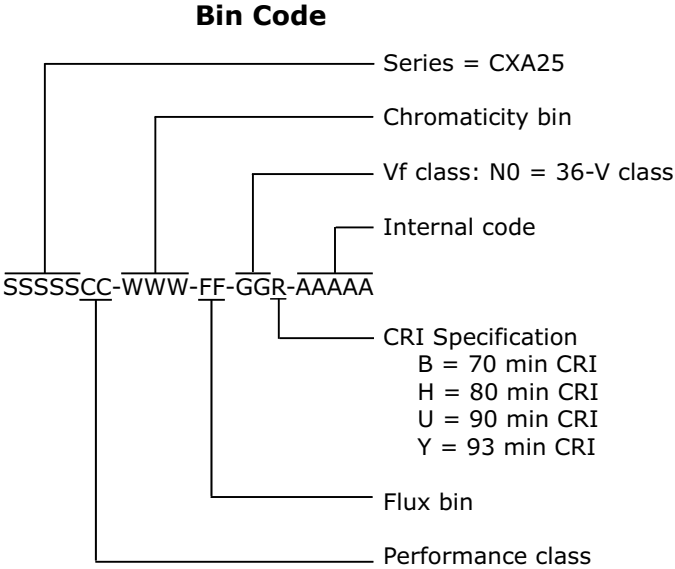 Bin Code
Series = CXA25
Chromaticity bin
Vf class: N0 = 36-V class
Internal code
SSSSSCC-WWW-FF-GGR-AAAAA
CRI Specification
B = 70 min CRI
H = 80 min CRI
U = 90 min CRI
Y = 93 min CRI
Flux bin
Performance class